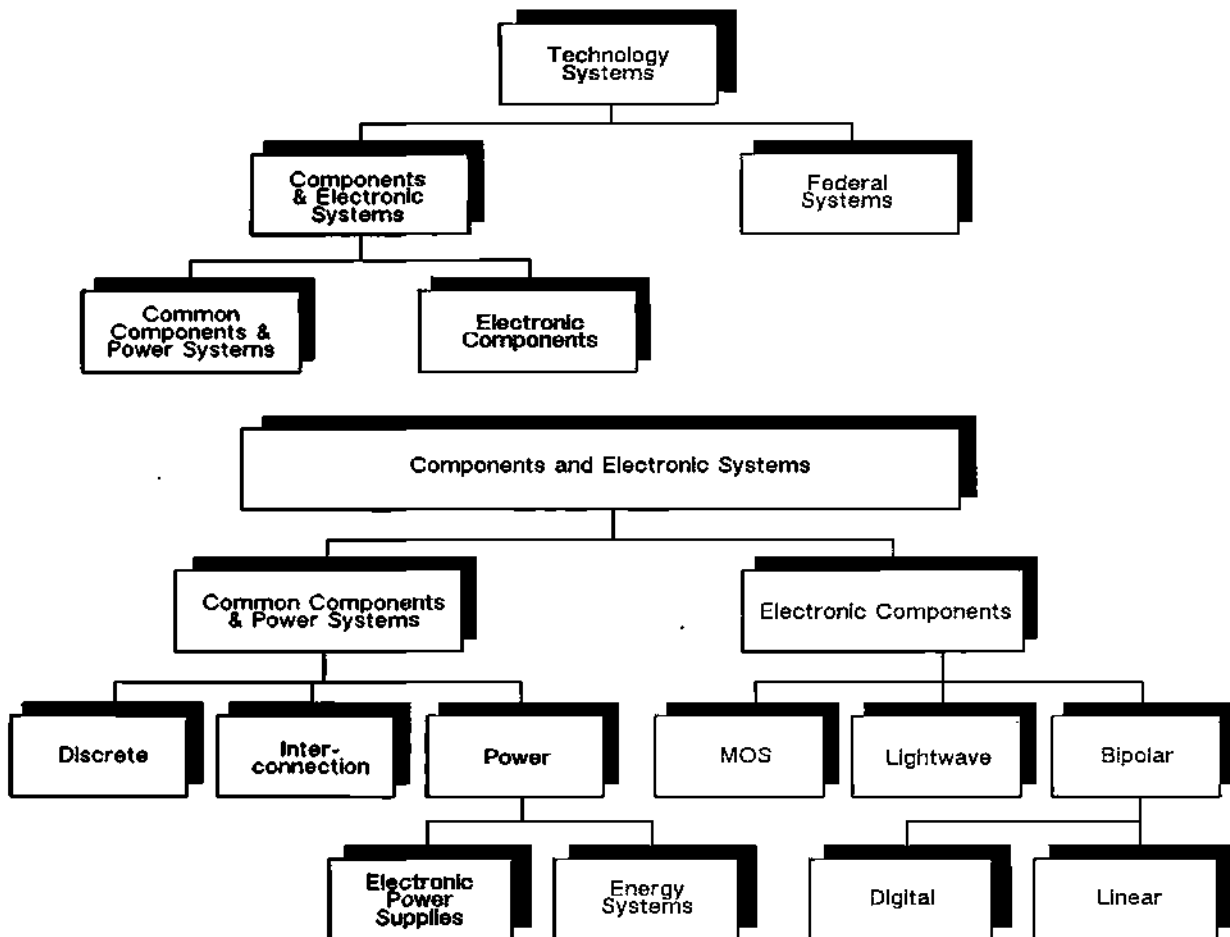 Technology
Systems
Components
& Electronic
Systems
Federal
Systems
Common
Components &
Power Systems
Electronic
Components
Components and Electronic Systems
Common Components
& Power Systems
Electronic Components
Discrete
Inter-
connection
Power
MOS
Lightwave
Bipolar
Electronic
Power
Supplies
Energy
Systems
Digital
Linear